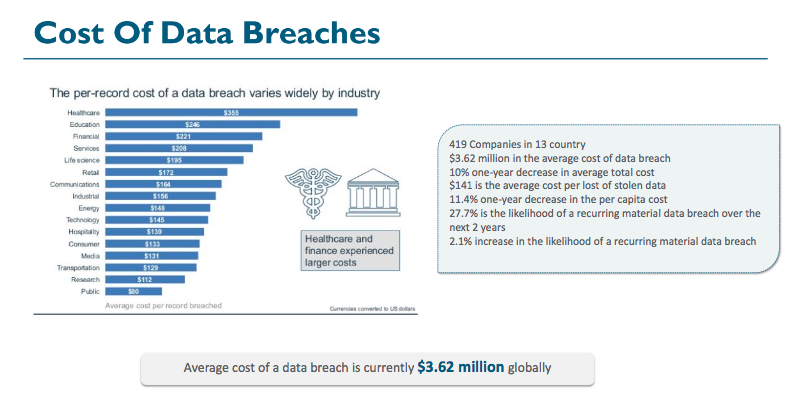 Cost Of Data Breaches
The per-record cost of a data breach varies widely by industry
Healthcare $355
Education $246
Financial $221
Services $208
Life science $195
Retail $172
Communications $164
Industrial $156
Energy $148
Technology $145
Hospitality $139
Consumer $133
Media $131
Transportation $129
Research $112
Public $80
Healthcare and
finance experienced
larger costs
Average cost per record breached
Currencies converted to US dollars
419 Companies in 13 country
$3.62 million in the average cost of data breach
10% one-year decrease in average total cost
$141 is the average cost per lost of stolen data
11.4% one-year decrease in the per capita cost
27.7% is the likelihood of a recurring material data breach over the
next 2 years
2.1% increase in the likelihood of a recurring material data breach
Average cost of a data breach is currently $3.62 million globally